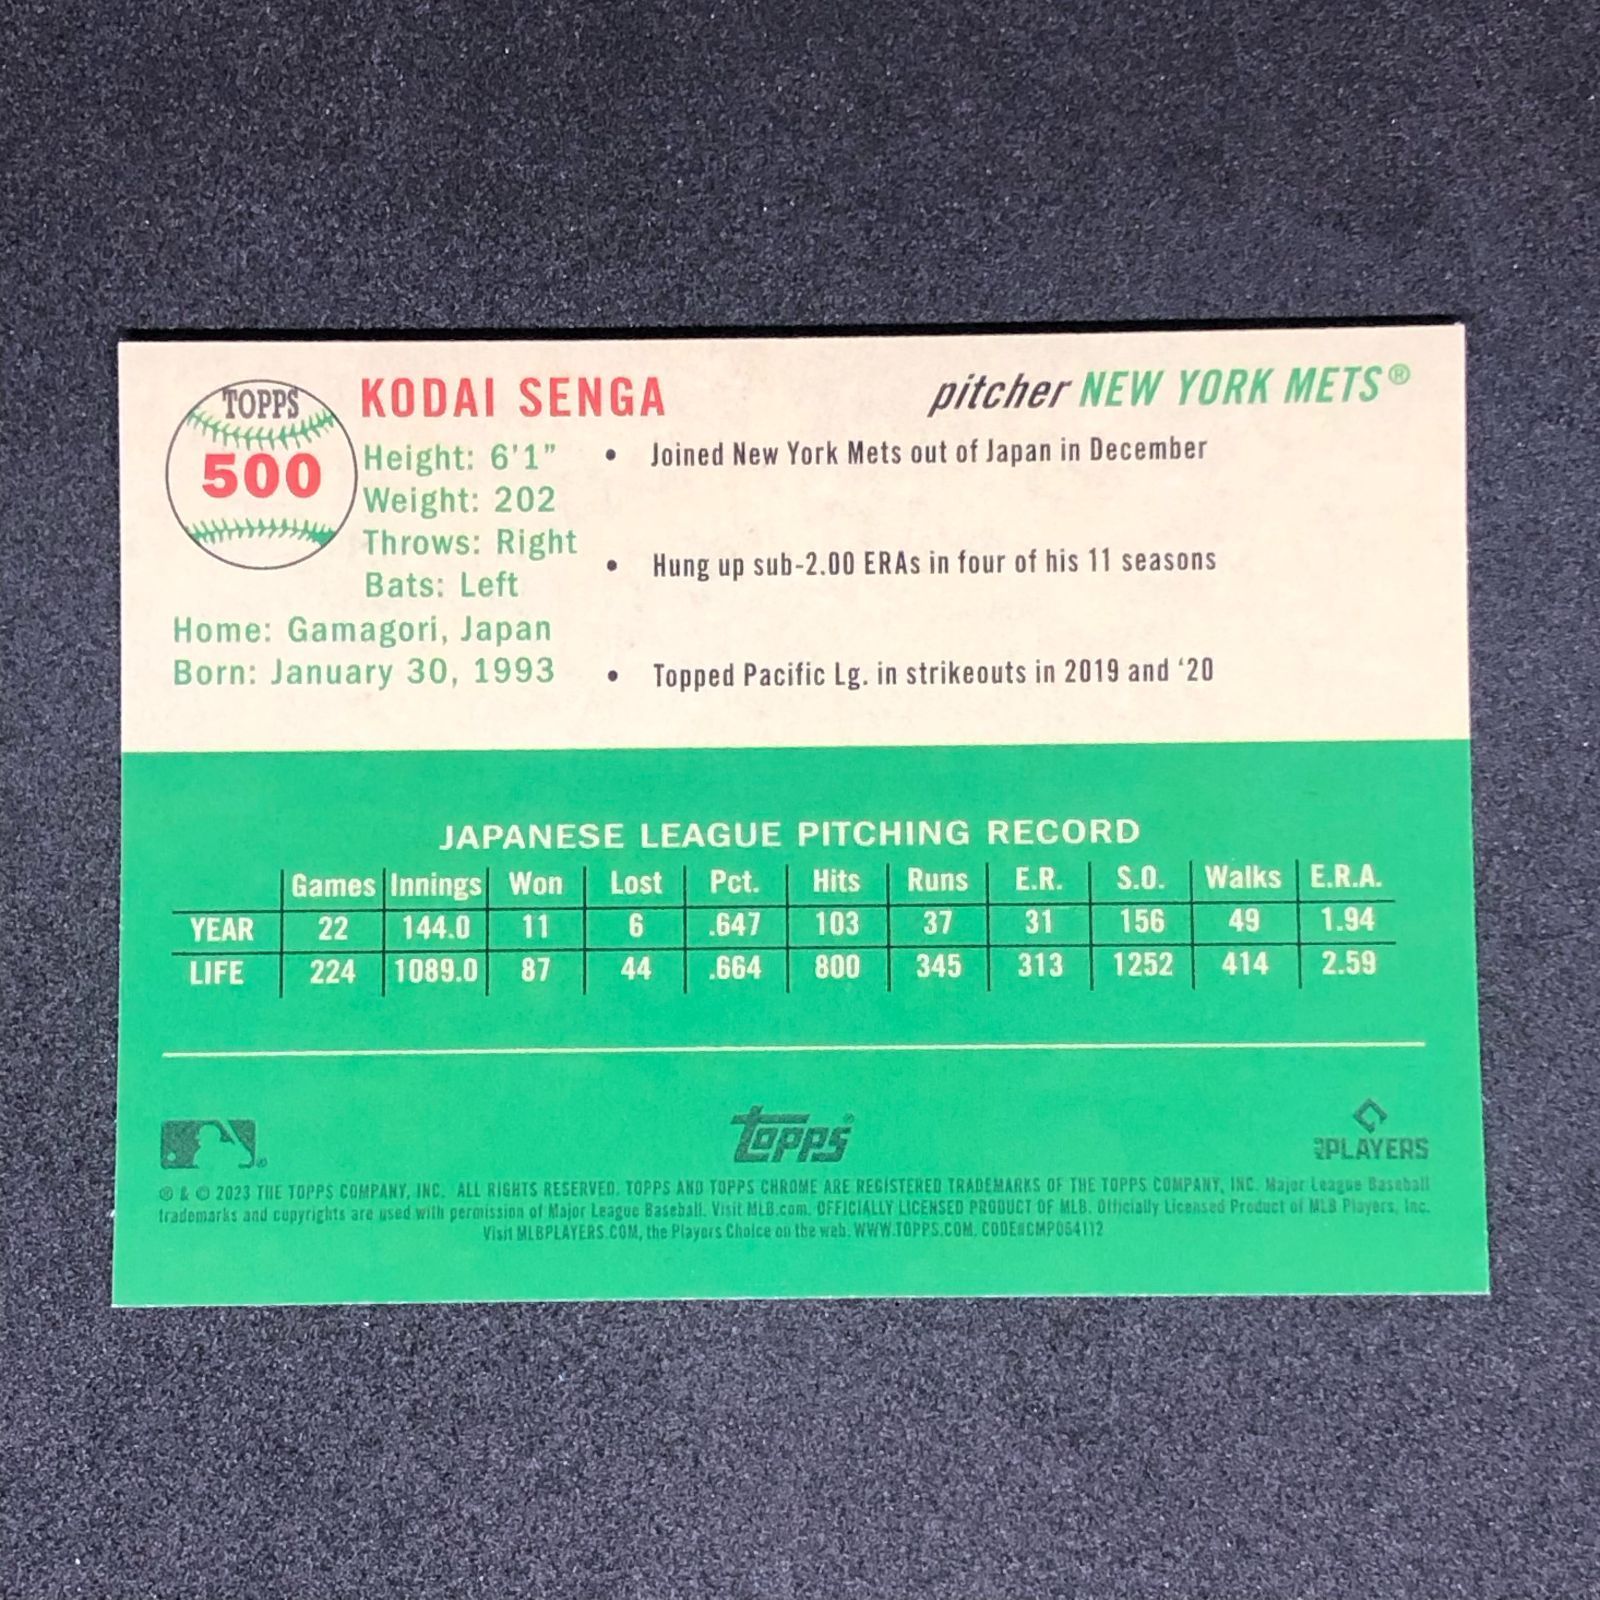 TOPPS
500
KODAI SENGA
pitcher NEW YORK METS®
Height: 6'1"
Weight: 202
Throws: Right
Bats: Left
Home: Gamagori, Japan
Born: January 30, 1993
• Joined New York Mets out of Japan in December
• Hung up sub-2.00 ERAs in four of his 11 seasons
• Topped Pacific Lg. in strikeouts in 2019 and ‘20
JAPANESE LEAGUE PITCHING RECORD
Games Innings Won Lost Pct. Hits Runs E.R. S.O. Walks E.R.A.
YEAR 22 144.0 11 6 .647 103 37 31 156 49 1.94
LIFE 224 1089.0 87 44 .664 800 345 313 1252 414 2.59
topps®
PLAYERS
® & © 2023 THE TOPPS COMPANY, INC. ALL RIGHTS RESERVED. TOPPS AND TOPPS CHROME ARE REGISTERED TRADEMARKS OF THE TOPPS COMPANY, INC. Major League Baseball
trademarks and copyrights are used with permission of Major League Baseball. Visit MLB.com. OFFICIALLY LICENSED PRODUCT OF MLB. Officially Licensed Product of MLB Players, Inc.
Visit MLBPLAYERS.COM, the Players Choice on the web. WWW.TOPPS.COM. CODE#CMP054112